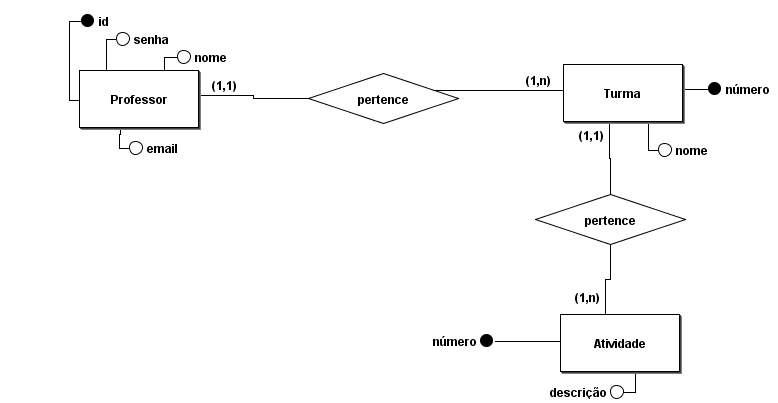 id
senha
nome
Professor
email
(1,1)
pertence
(1,n)
Turma
número
nome
(1,1)
pertence
(1,n)
Atividade
número
descrição